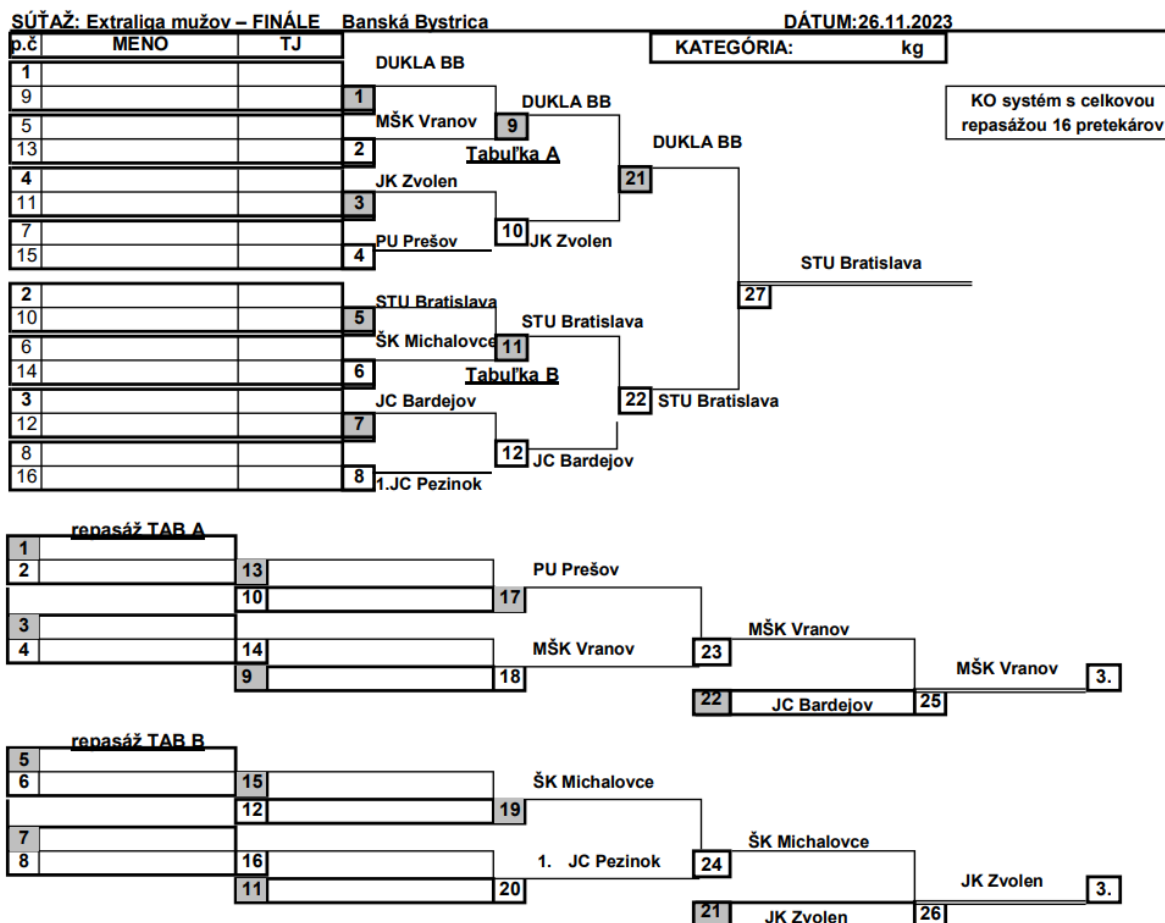 SÚŤAŽ: Extraliga mužov – FINÁLE Banská Bystrica DÁTUM:26.11.2023
p.č MENO TJ KATEGÓRIA: kg
DUKLA BB
1
9 1 DUKLA BB KO systém s celkovou
repasážou 16 pretekárov
5 MŠK Vranov 9
13 2 Tabuľka A DUKLA BB
4 JK Zvolen 21
11 3
7 10 JK Zvolen
15 4 PU Prešov
STU Bratislava
2 27
10 5 STU Bratislava STU Bratislava
6 ŠK Michalovce 11
14 6 Tabuľka B
3 JC Bardejov 22 STU Bratislava
12 7
8 12 JC Bardejov
16 8 1.JC Pezinok
repasáž TAB A
1
2 13 PU Prešov
10 17
3 MŠK Vranov
4 14 MŠK Vranov 23
9 18 MŠK Vranov 3.
22 JC Bardejov 25
repasáž TAB B
5
6 15 ŠK Michalovce
12 19
7 ŠK Michalovce
8 16 1. JC Pezinok 24
11 20 JK Zvolen 3.
21 JK Zvolen 26